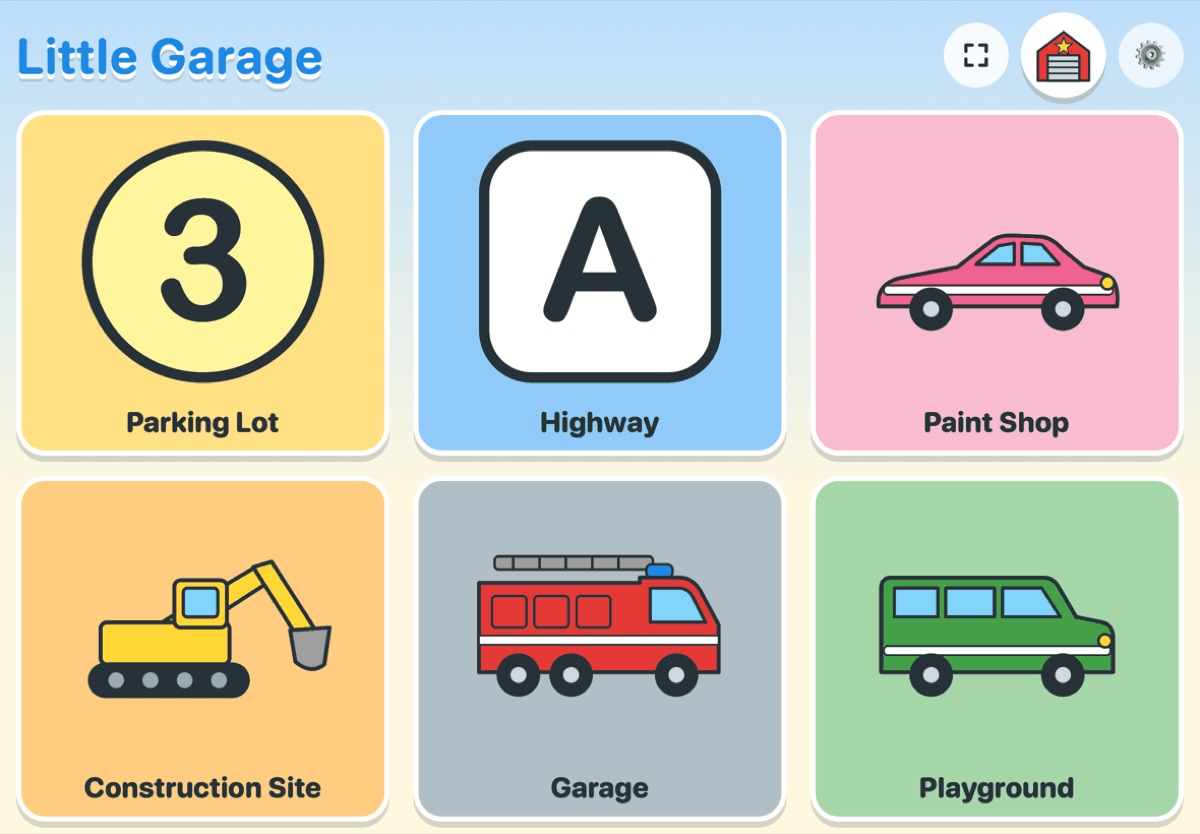 Little Garage
3
A
Parking Lot
Highway
Paint Shop
Construction Site
Garage
Playground